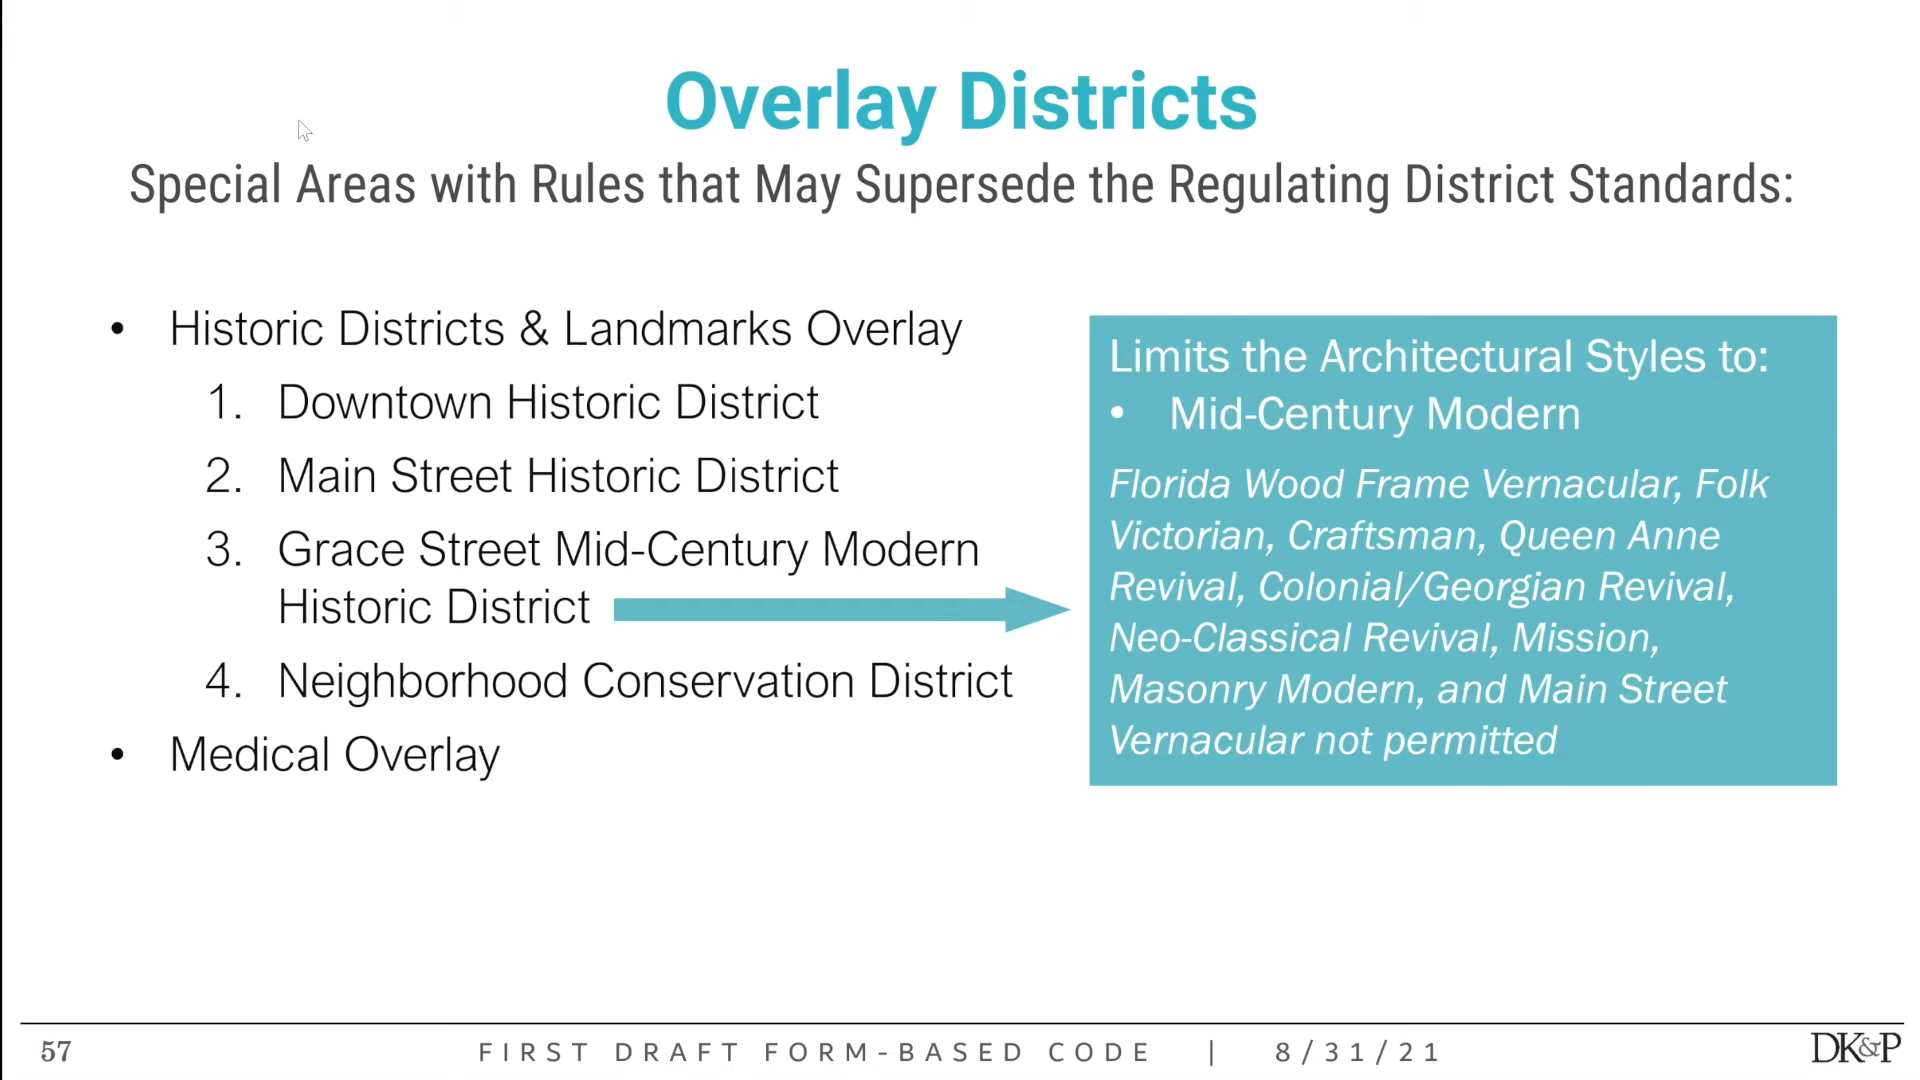 Overlay Districts
Special Areas with Rules that May Supersede the Regulating District Standards:
• Historic Districts & Landmarks Overlay
1. Downtown Historic District
2. Main Street Historic District
3. Grace Street Mid-Century Modern
Historic District
4. Neighborhood Conservation District
• Medical Overlay
Limits the Architectural Styles to:
• Mid-Century Modern
Florida Wood Frame Vernacular, Folk
Victorian, Craftsman, Queen Anne
Revival, Colonial/Georgian Revival,
Neo-Classical Revival, Mission,
Masonry Modern, and Main Street
Vernacular not permitted
57
FIRST DRAFT FORM-BASED CODE | 8/31/21
DK&P